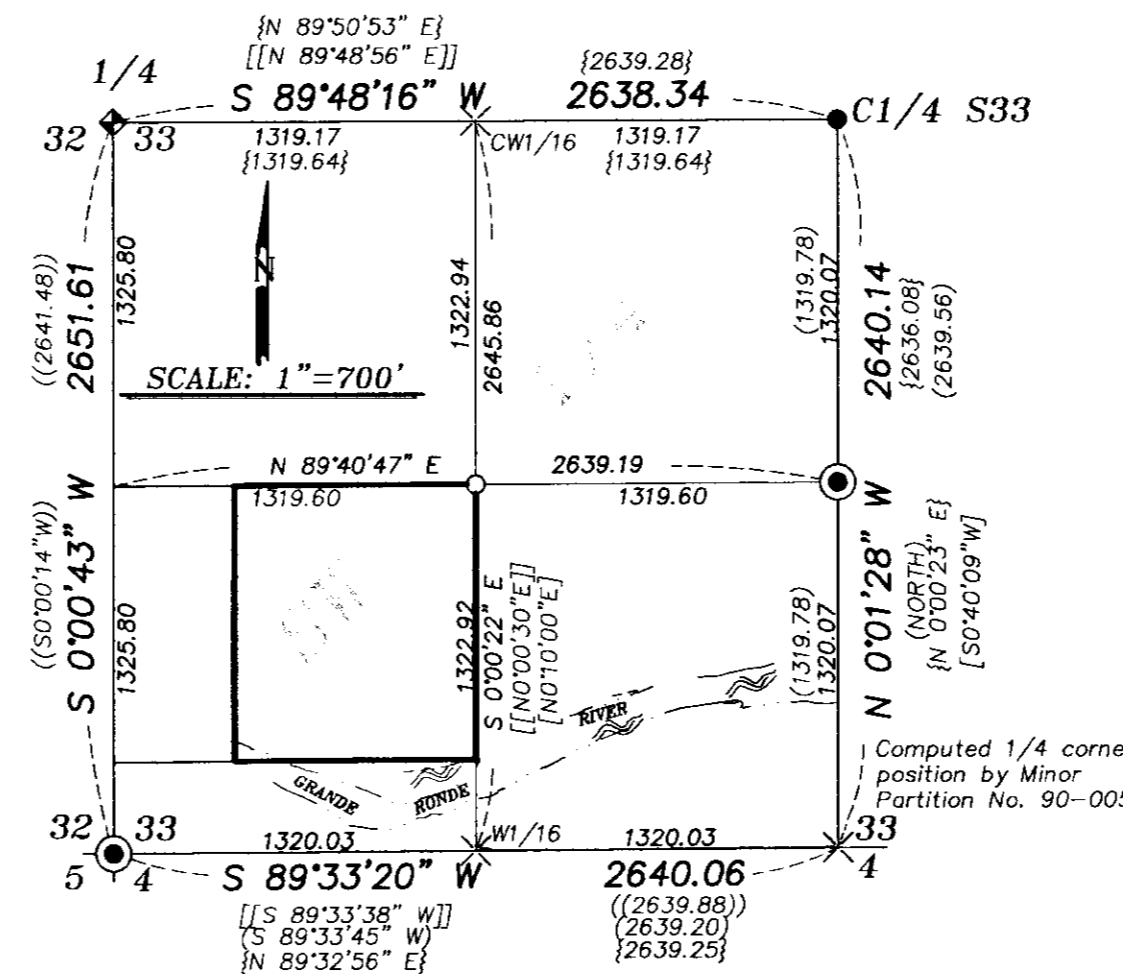 {N 89°50'53" E}
[[N 89°48'56" E]]
{2639.28}
1/4
S 89°48'16" W
2638.34
C1/4 S33
32
33
1319.17
{1319.64}
CW1/16
1319.17
{1319.64}
N
((2641.48))
2651.61
1325.80
1322.94
2645.86
(1319.78)
1320.07
2640.14
{2636.08}
(2639.56)
SCALE: 1"=700'
N 89°40'47" E
2639.19
1319.60
1319.60
((S0°00'14"W))
S 0°00'43" W
1325.80
1322.92
S 0°00'22" E
[[N0°00'30"E]]
[N0°10'00"E]
(1319.78)
1320.07
N 0°01'28" W
(NORTH)
{N 0°00'23" E}
[S0°40'09"W]
GRANDE
RONDE
RIVER
Computed 1/4 corne
position by Minor
Partition No. 90-005
32
33
1320.03
W1/16
1320.03
33
5
4
S 89°33'20" W
2640.06
4
[[S 89°33'38" W]]
(S 89°33'45" W)
{N 89°32'56" E}
((2639.88))
(2639.20)
{2639.25}